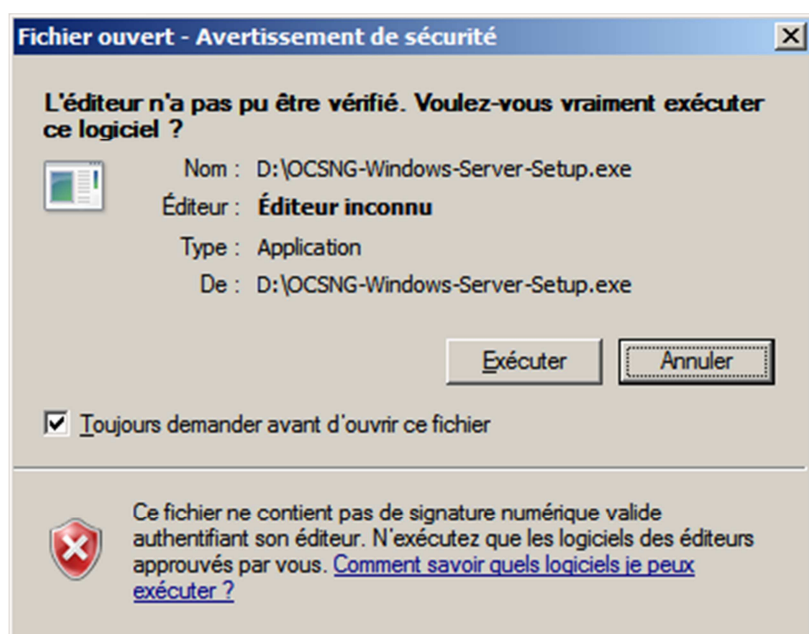 Fichier ouvert - Avertissement de sécurité
L'éditeur n'a pas pu être vérifié. Voulez-vous vraiment exécuter
ce logiciel ?
Nom : D:\OCSNG-Windows-Server-Setup.exe
Éditeur : Éditeur inconnu
Type : Application
De : D:\OCSNG-Windows-Server-Setup.exe
Exécuter Annuler
Toujours demander avant d'ouvrir ce fichier
Ce fichier ne contient pas de signature numérique valide
authentifiant son éditeur. N'exécutez que les logiciels des éditeurs
approuvés par vous. Comment savoir quels logiciels je peux
exécuter ?